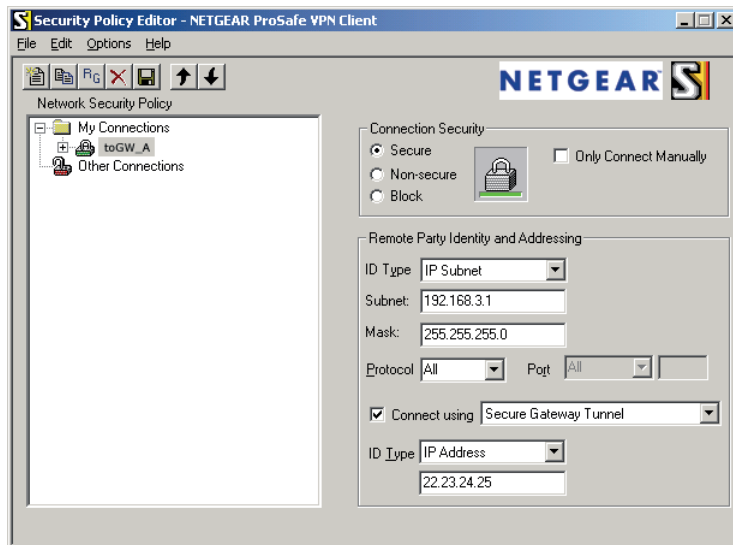 Security Policy Editor - NETGEAR ProSafe VPN Client
File Edit Options Help
RG
NETGEAR S
Network Security Policy
My Connections
toGW_A
Other Connections
Connection Security
Secure
Non-secure
Block
Only Connect Manually
Remote Party Identity and Addressing
ID Type IP Subnet
Subnet: 192.168.3.1
Mask: 255.255.255.0
Protocol All Port All
Connect using Secure Gateway Tunnel
ID Type IP Address
22.23.24.25